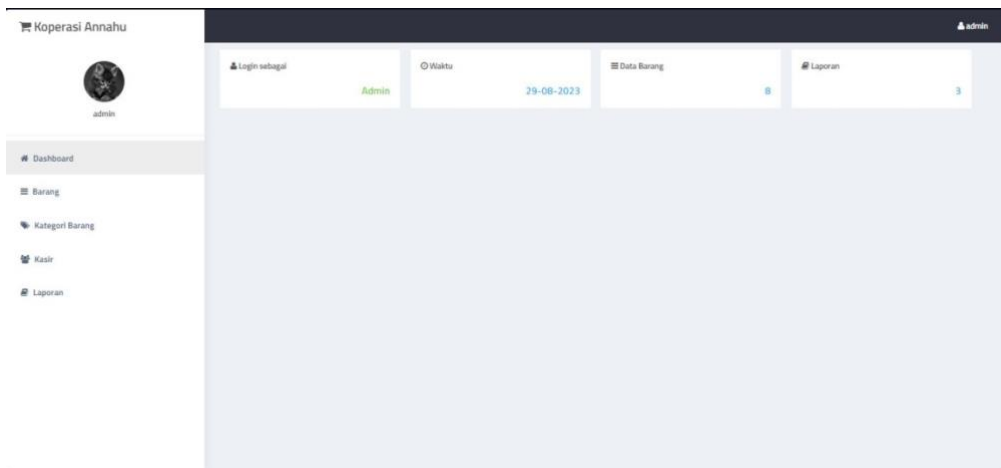 Koperasi Annahu
admin
admin
Dashboard
Barang
Kategori Barang
Kasir
Laporan
Login sebagai
Admin
Waktu
29-08-2023
Data Barang
8
Laporan
3